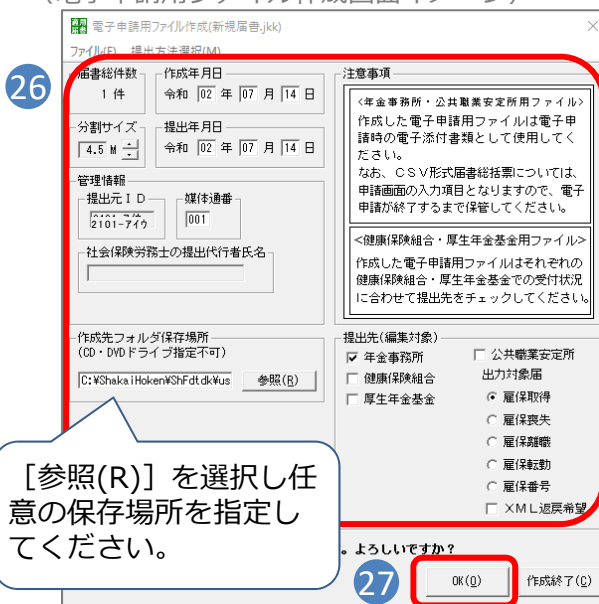 (電子申請用ファイル作成画面イメージ)
電子申請用ファイル作成(新規届書.jkk)
ファイル(F) 提出方法選択(M)
26
届書総件数
1 件
作成年月日
令和 02 年 07 月 14 日
分割サイズ
4.5 M
提出年月日
令和 02 年 07 月 14 日
管理情報
提出元ID
2101-アイウ
媒体通番
001
社会保険労務士の提出代行者氏名
作成先フォルダ保存場所
(CD・DVDドライブ指定不可)
C:¥ShakaiHoken¥ShFdtdk¥us
参照(R)
注意事項
<年金事務所・公共職業安定所用ファイル>
作成した電子申請用ファイルは電子申
請時の電子添付書類として使用してく
ださい。
なお、CSV形式届書総括票については、
申請画面の入力項目となりますので、電子
申請が終了するまで保管してください。
<健康保険組合・厚生年金基金用ファイル>
作成した電子申請用ファイルはそれぞれの
健康保険組合・厚生年金基金での受付状況
に合わせて提出先をチェックしてください。
提出先(編集対象)
年金事務所
健康保険組合
厚生年金基金
公共職業安定所
出力対象届
雇保取得
雇保喪失
雇保離職
雇保転勤
雇保番号
XML返戻希望
[参照(R)]を選択し任
意の保存場所を指定し
てください。
。よろしいですか?
27
OK(O)
作成終了(C)